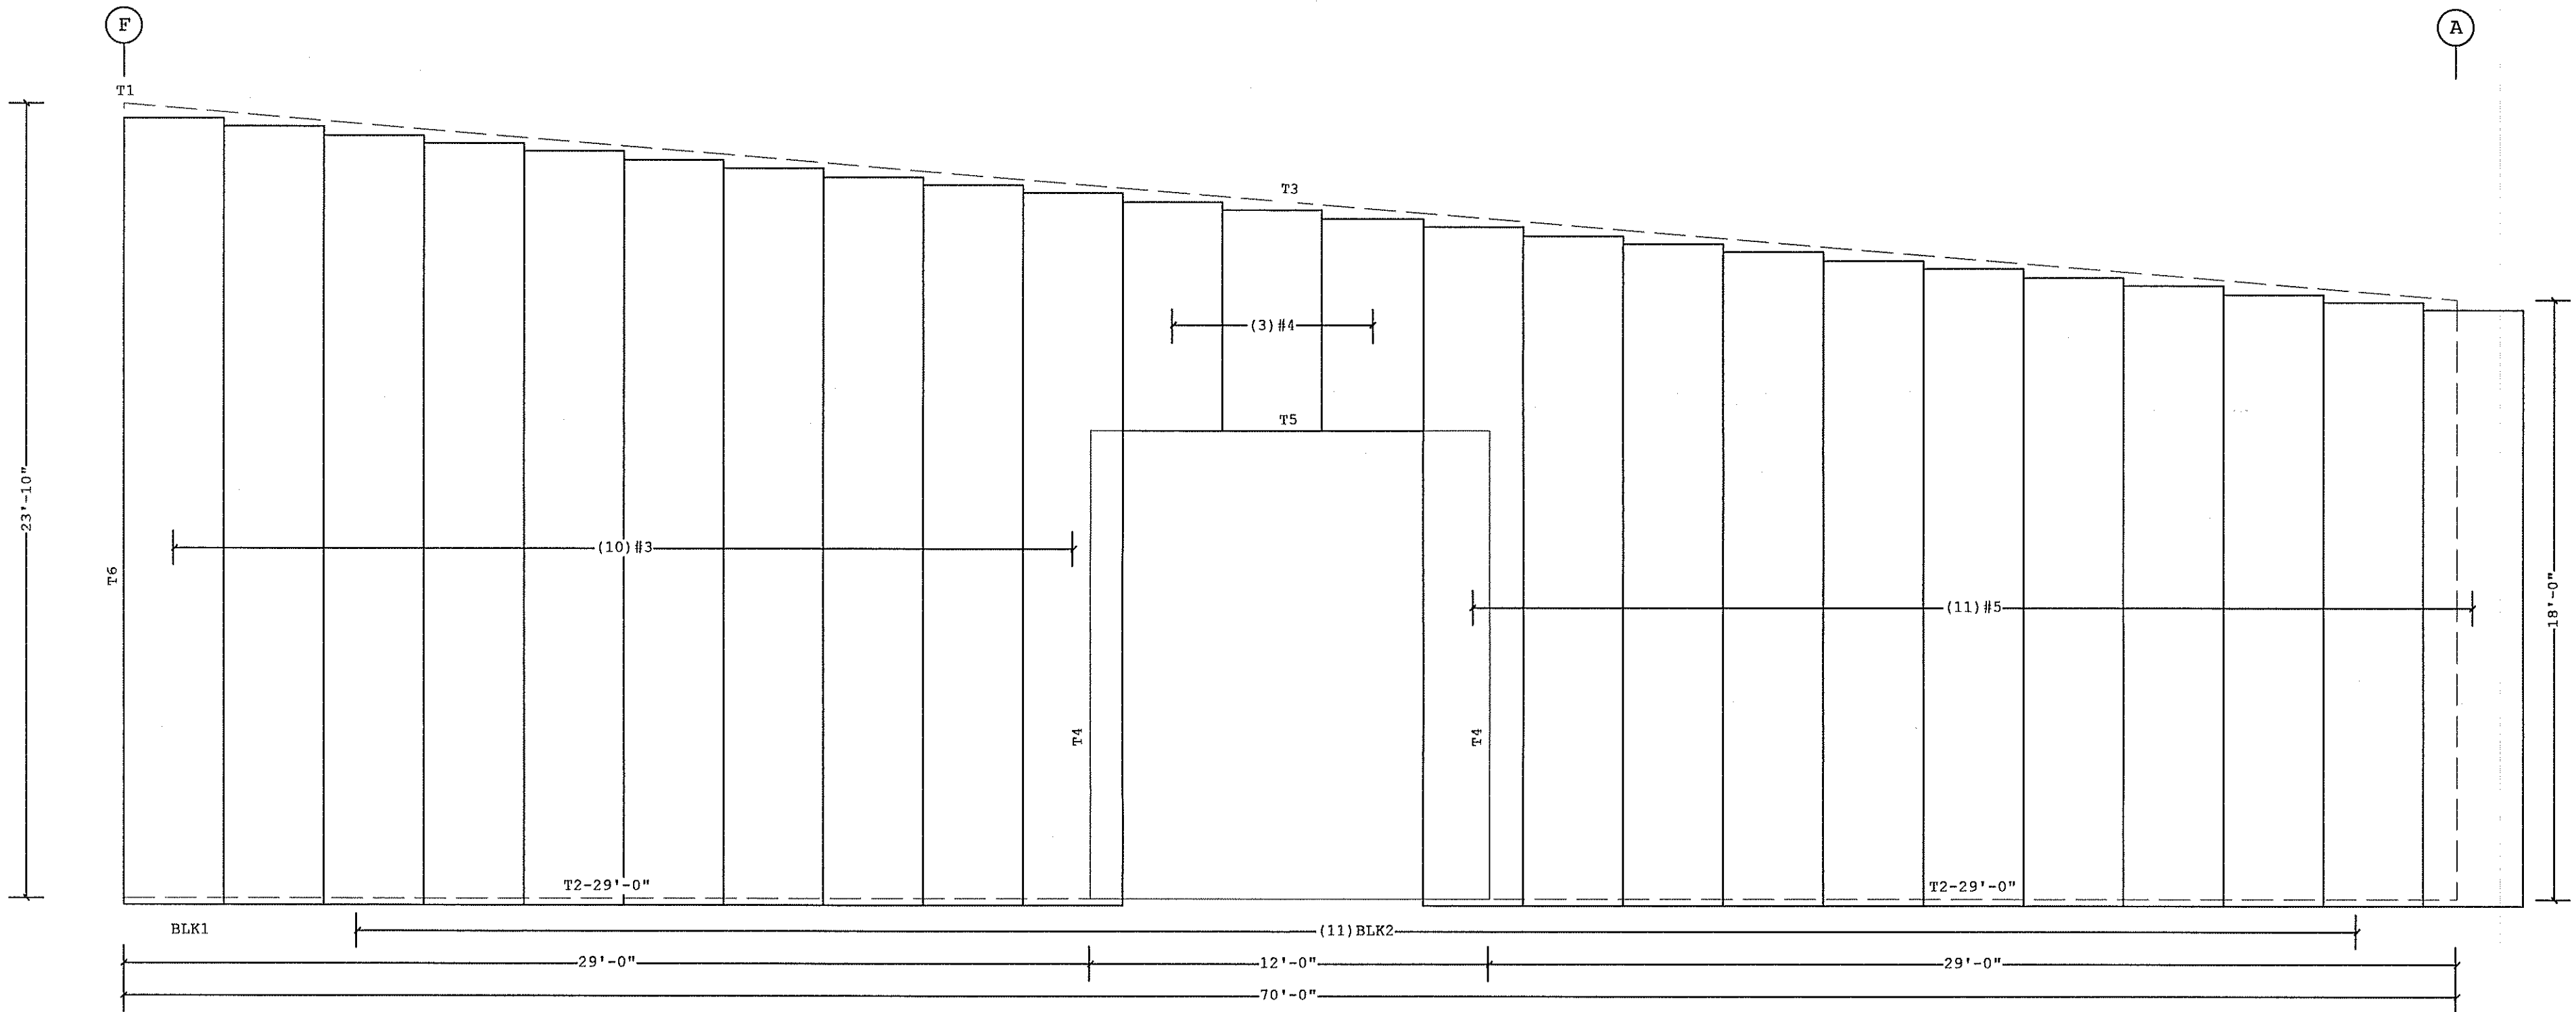 F
A
T1
T3
(3)#4
T5
23'-10"
(10)#3
T6
(11)#5
18'-0"
T4
T4
T2-29'-0"
T2-29'-0"
BLK1
(11)BLK2
29'-0"
12'-0"
29'-0"
70'-0"